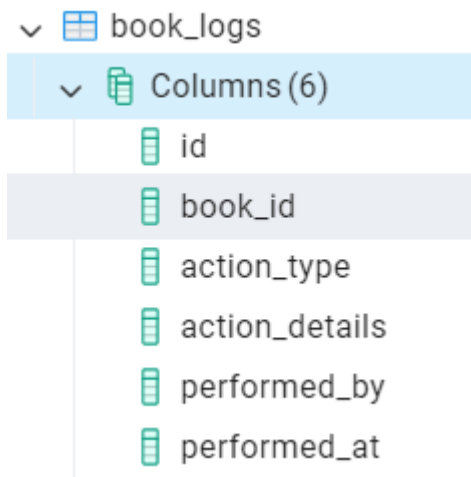 book_logs
Columns (6)
id
book_id
action_type
action_details
performed_by
performed_at